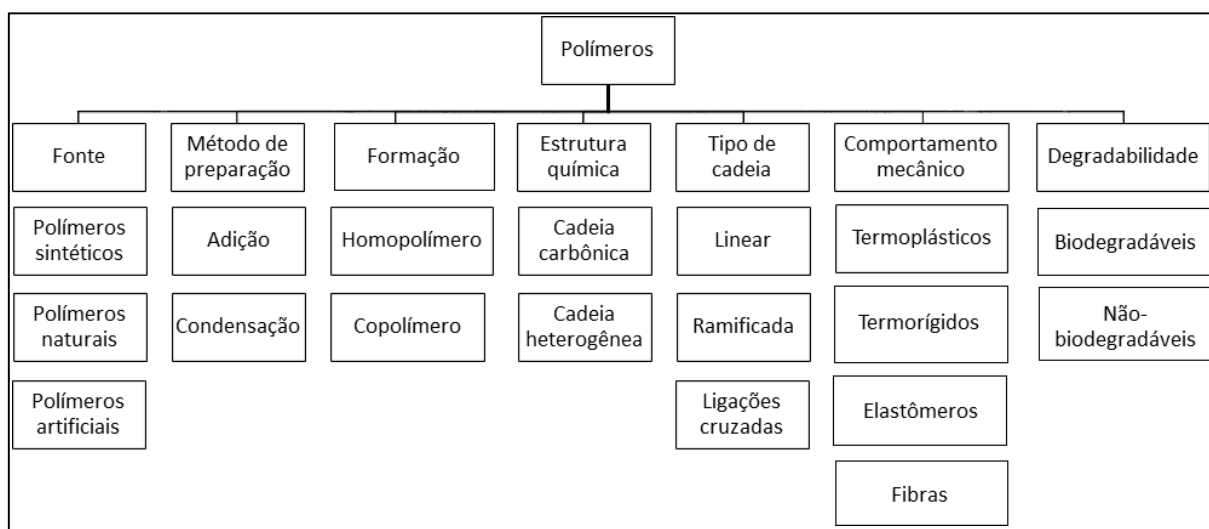 Polímeros
Fonte
Método de
preparação
Formação
Estrutura
química
Tipo de
cadeia
Comportamento
mecânico
Degradabilidade
Polímeros
sintéticos
Adição
Homopolímero
Cadeia
carbônica
Linear
Termoplásticos
Biodegradáveis
Polímeros
naturais
Condensação
Copolímero
Cadeia
heterogênea
Ramificada
Termorígidos
Não-
biodegradáveis
Polímeros
artificiais
Ligações
cruzadas
Elastômeros
Fibras